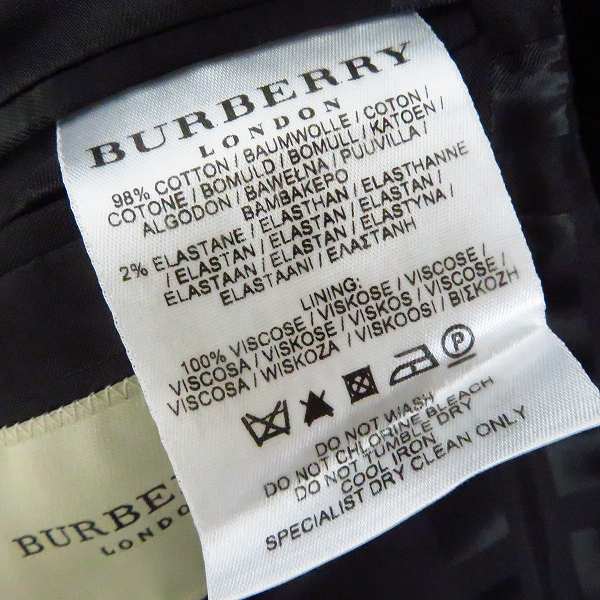 BURBERRY
LONDON
98% COTTON / BAUMWOLLE / COTON /
COTONE / BOMULD / BOMULL / KATOEN /
ALGODON / BAWEŁNA / PUUVILLA /
BAMBAKEPO
2% ELASTANE / ELASTHAN / ELASTHANNE
/ ELASTAN / ELASTAN / ELASTAN /
ELASTAAN / ELASTAN / ELASTYNA /
ELASTAANI / ΕΛΑΣΤΑΝΗ
LINING:
100% VISCOSE / VISKOSE / VISCOSE /
VISCOSA / VISKOSE / VISKOS / VISCOSE /
VISCOSA / WISKOZA / VISKOOSI / ΒΙΣΚΟΖΗ
P
DO NOT WASH
DO NOT CHLORINE BLEACH
DO NOT TUMBLE DRY
COOL IRON
SPECIALIST DRY CLEAN ONLY
BURBE
LONDON